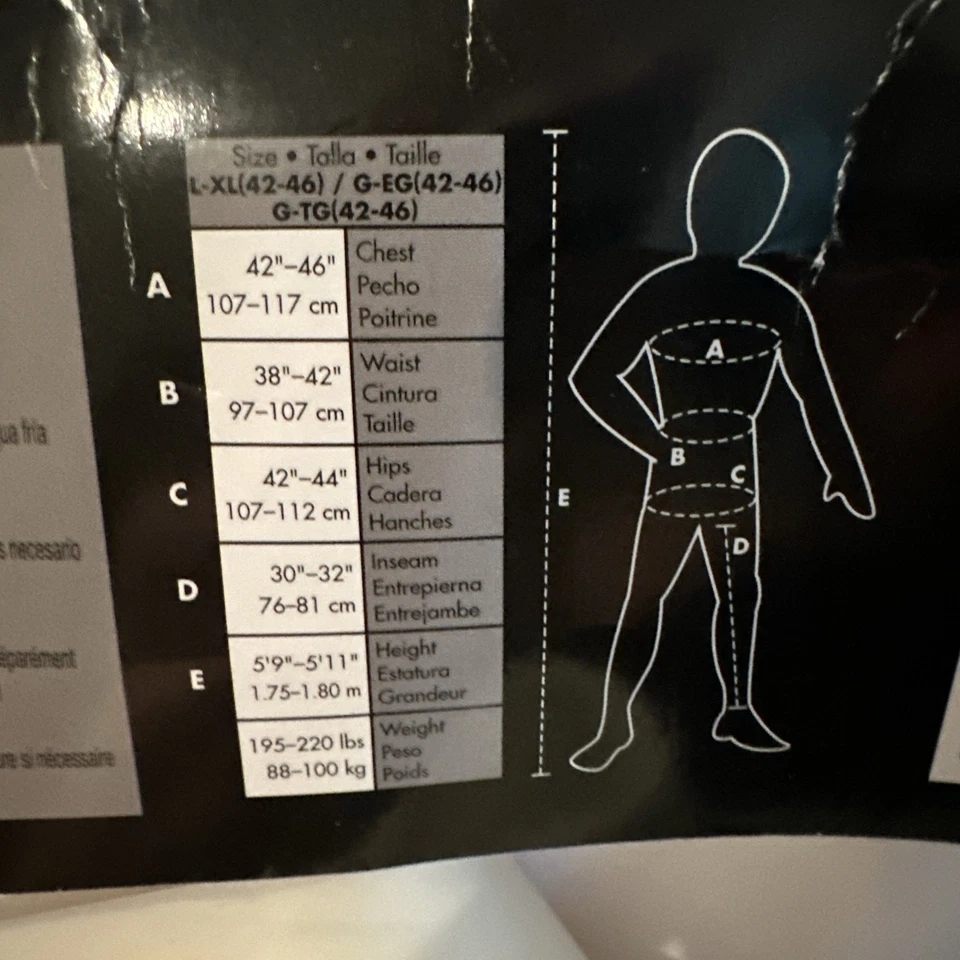 Size • Talla • Taille
L-XL(42-46) / G-EG(42-46)
G-TG(42-46)
A
42"–46"
107–117 cm
Chest
Pecho
Poitrine
B
38"–42"
97–107 cm
Waist
Cintura
Taille
C
42"–44"
107–112 cm
Hips
Cadera
Hanches
D
30"–32"
76–81 cm
Inseam
Entrepierna
Entrejambe
E
5'9"–5'11"
1.75–1.80 m
Height
Estatura
Grandeur
195–220 lbs
88–100 kg
Weight
Peso
Poids
A
B
C
D
E
fría
necesario
si nécessaire